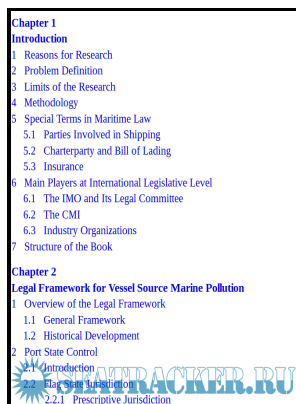 Chapter 1
Introduction
1 Reasons for Research
2 Problem Definition
3 Limits of the Research
4 Methodology
5 Special Terms in Maritime Law
5.1 Parties Involved in Shipping
5.2 Charterparty and Bill of Lading
5.3 Insurance
6 Main Players at International Legislative Level
6.1 The IMO and Its Legal Committee
6.2 The CMI
6.3 Industry Organizations
7 Structure of the Book
Chapter 2
Legal Framework for Vessel Source Marine Pollution
1 Overview of the Legal Framework
1.1 General Framework
1.2 Historical Development
2 Port State Control
2.1 Introduction
2.2 Flag State Jurisdiction
2.2.1 Prescriptive Jurisdiction
SEATRACKER.RU